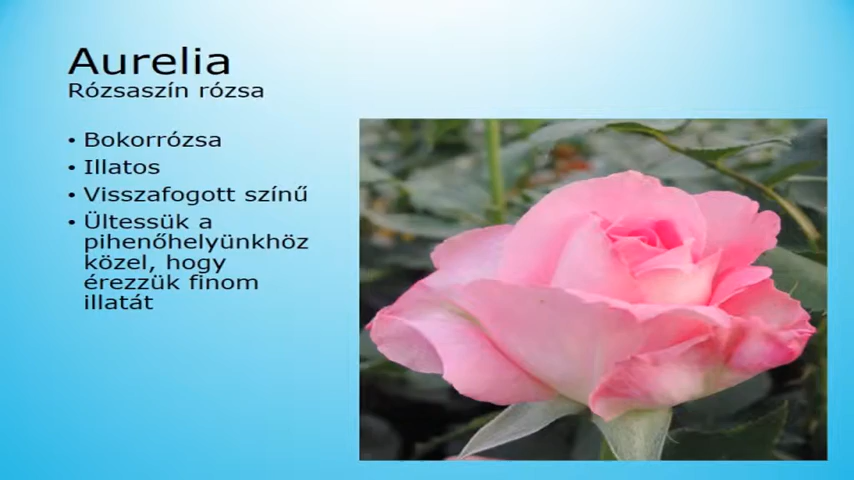 Aurelia
Rózsaszín rózsa
• Bokorrózsa
• Illatos
• Visszafogott színű
• Ültessük a
pihenőhelyünkhöz
közel, hogy
érezzük finom
illatát